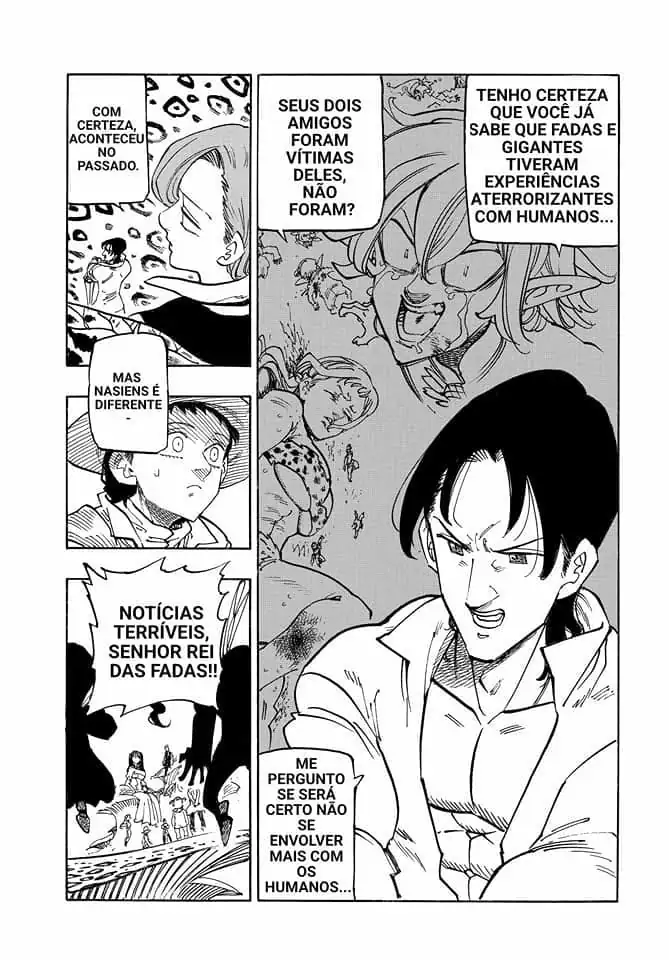 TENHO CERTEZA
QUE VOCÊ JÁ
SABE QUE FADAS E
GIGANTES
TIVERAM
EXPERIÊNCIAS
ATERRORIZANTES
COM HUMANOS...
SEUS DOIS
AMIGOS
FORAM
VÍTIMAS
DELES,
NÃO
FORAM?
ME
PERGUNTO
SE SERÁ
CERTO NÃO
SE
ENVOLVER
MAIS COM
OS
HUMANOS...
COM
CERTEZA,
ACONTECEU
NO
PASSADO.
MAS
NASIENS É
DIFERENTE
-
NOTÍCIAS
TERRÍVEIS,
SENHOR REI
DAS FADAS!!